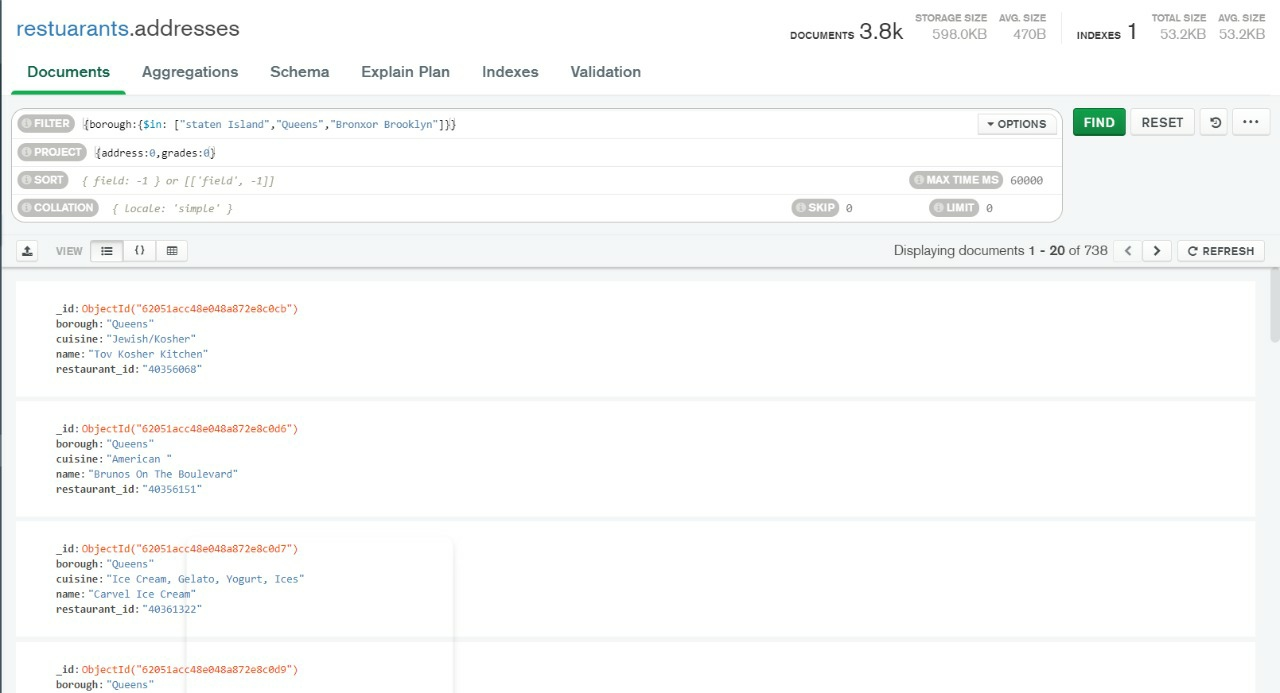 restuarants.addresses
DOCUMENTS 3.8k STORAGE SIZE 598.0KB AVG. SIZE 470B INDEXES 1 TOTAL SIZE 53.2KB AVG. SIZE 53.2KB
Documents Aggregations Schema Explain Plan Indexes Validation
FILTER {borough:{$in: ["staten Island","Queens","Bronxor Brooklyn"]}} OPTIONS FIND RESET ...
PROJECT {address:0,grades:0}
SORT { field: -1 } or [['field', -1]] MAX TIME MS 60000
COLLATION { locale: 'simple' } SKIP 0 LIMIT 0
VIEW {} Displaying documents 1 - 20 of 738 < > REFRESH
_id: ObjectId("62051acc48e048a872e8c0cb")
borough: "Queens"
cuisine: "Jewish/Kosher"
name: "Tov Kosher Kitchen"
restaurant_id: "40356068"
_id: ObjectId("62051acc48e048a872e8c0d6")
borough: "Queens"
cuisine: "American "
name: "Brunos On The Boulevard"
restaurant_id: "40356151"
_id: ObjectId("62051acc48e048a872e8c0d7")
borough: "Queens"
cuisine: "Ice Cream, Gelato, Yogurt, Ices"
name: "Carvel Ice Cream"
restaurant_id: "40361322"
_id: ObjectId("62051acc48e048a872e8c0d9")
borough: "Queens"